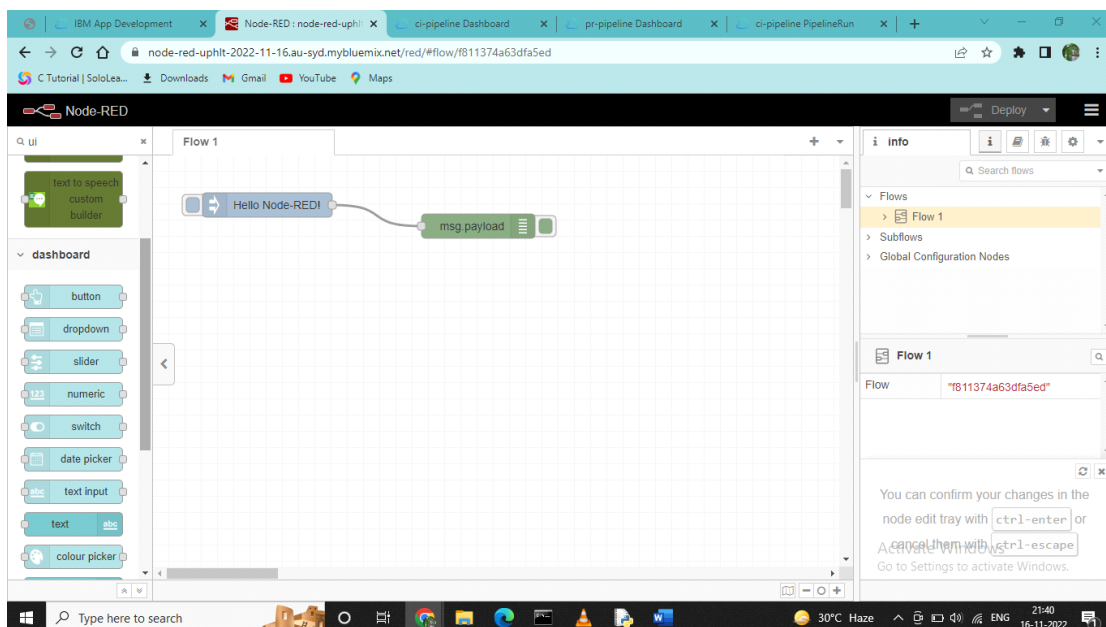 IBM App Development
Node-RED : node-red-uphl
ci-pipeline Dashboard
pr-pipeline Dashboard
ci-pipeline PipelineRun
node-red-uphlt-2022-11-16.au-syd.mybluemix.net/red/#flow/f811374a63dfa5ed
C Tutorial | SoloLea...
Downloads
Gmail
YouTube
Maps
Node-RED
Deploy
ui
Flow 1
i info
i
Search flows
text to speech
custom
builder
Hello Node-RED!
msg.payload
Flows
Flow 1
Subflows
Global Configuration Nodes
dashboard
button
dropdown
slider
123 numeric
switch
date picker
abc text input
text abc
colour picker
Flow 1
Flow "f811374a63dfa5ed"
You can confirm your changes in the
node edit tray with ctrl-enter or
cancel them with ctrl-escape
Activate Windows
Go to Settings to activate Windows.
Type here to search
30°C Haze
ENG
21:40
16-11-2022